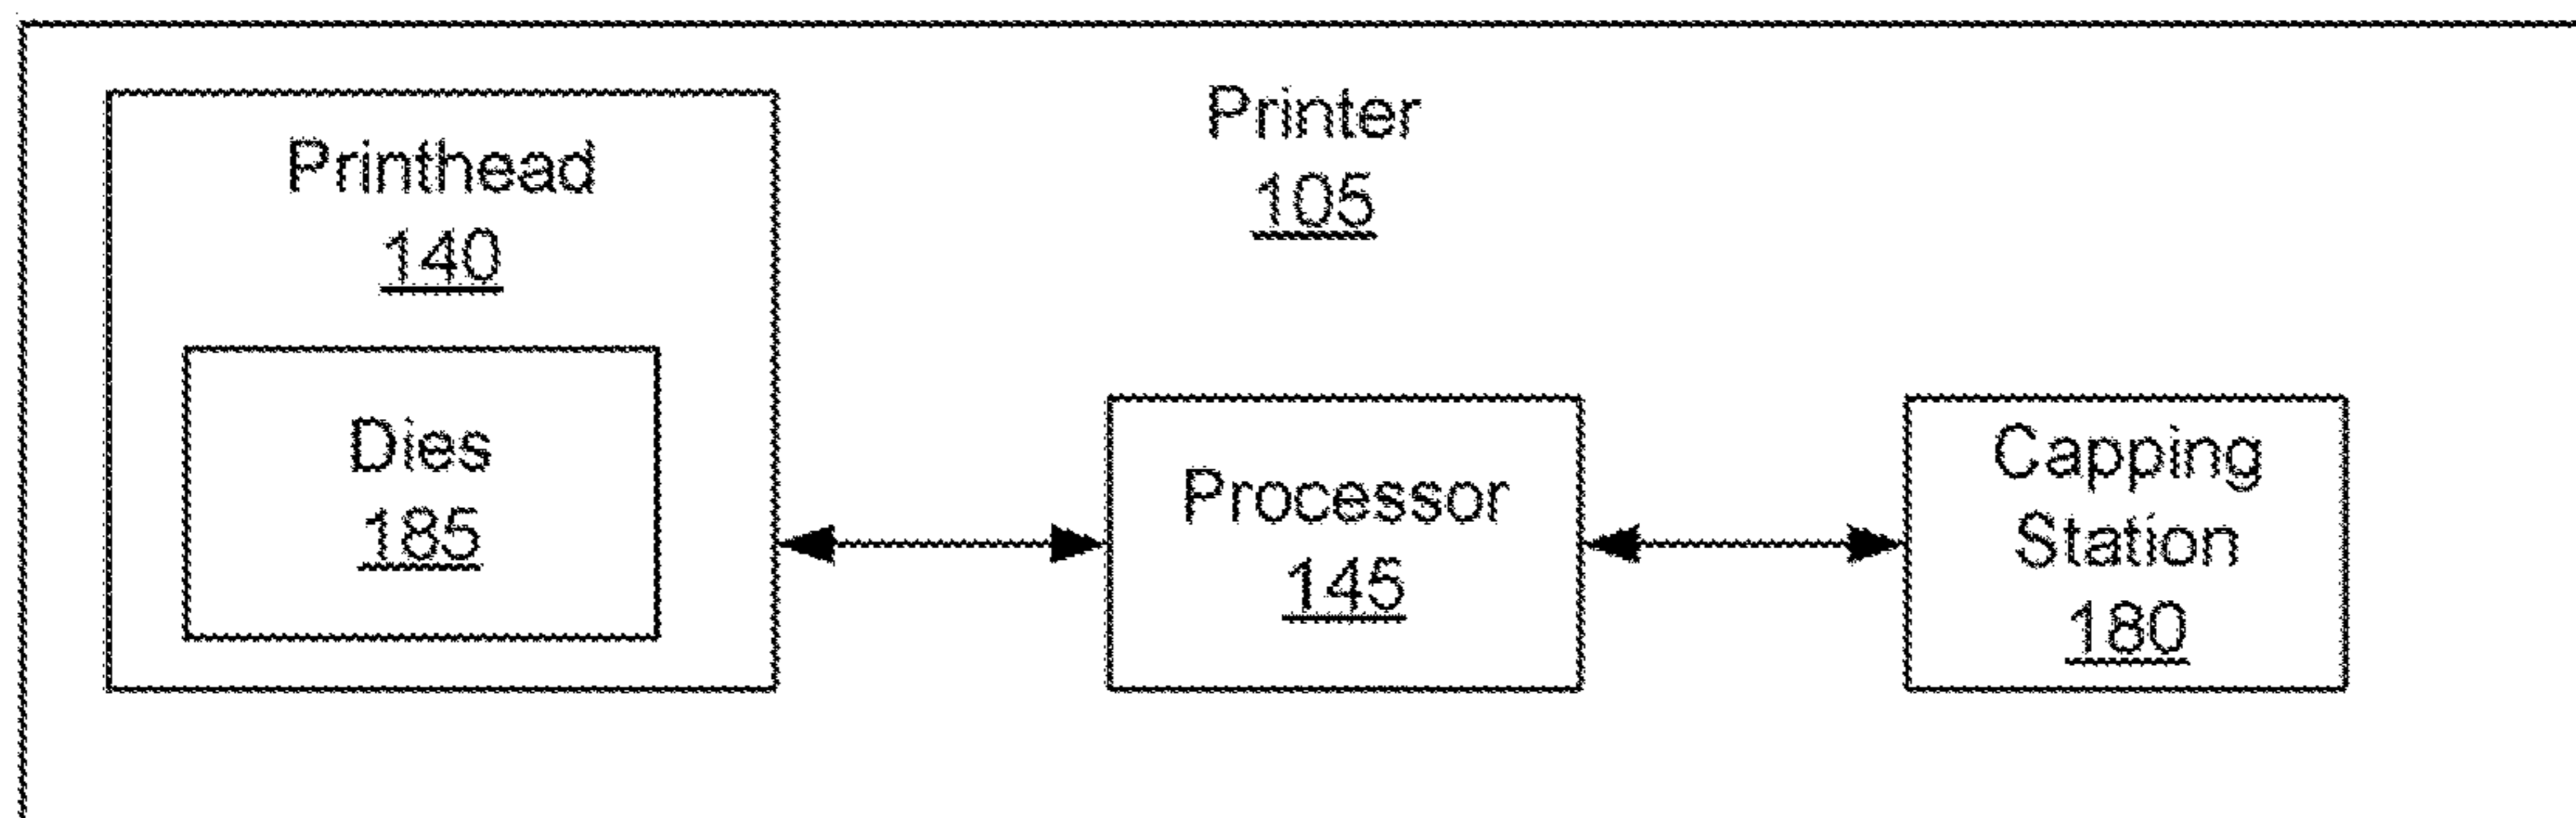 Printer
105
Printhead
140
Dies
185
Processor
145
Capping
Station
180